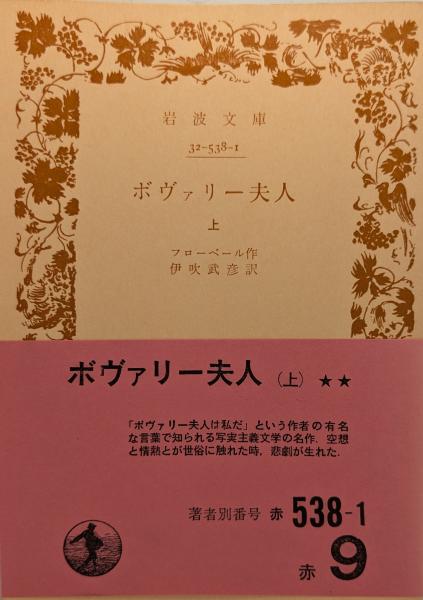 岩波文庫
32-538-1
ボヴァリー夫人
上
フローベール作
伊吹武彦訳
ボヴァリー夫人 (上) ★★
「ボヴァリー夫人は私だ」という作者の有名
な言葉で知られる写実主義文学の名作. 空想
と情熱とが世俗に触れた時, 悲劇が生れた.
著者別番号 赤 538-1
赤 9